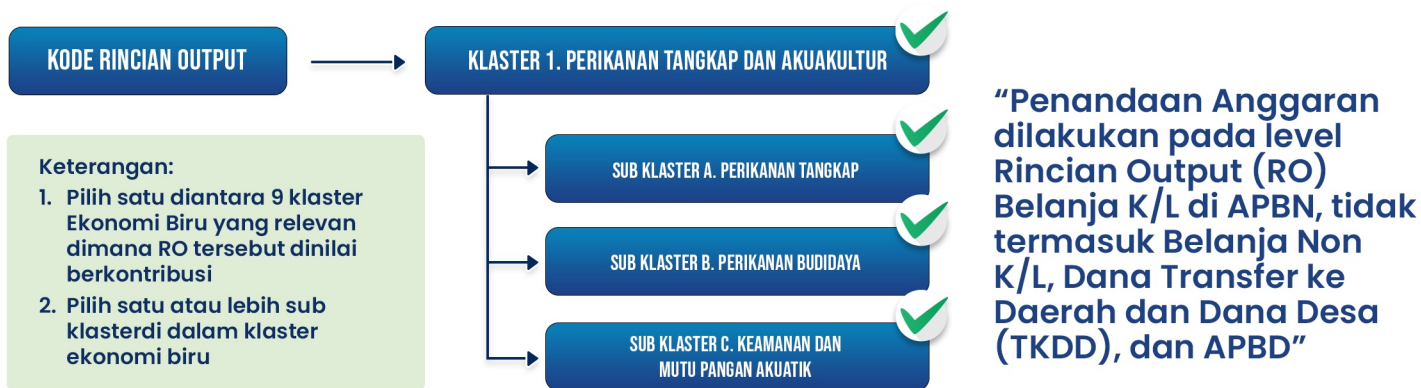 KODE RINCIAN OUTPUT
KLASTER 1. PERIKANAN TANGKAP DAN AKUAKULTUR
Keterangan:
1. Pilih satu diantara 9 klaster
Ekonomi Biru yang relevan
dimana RO tersebut dinilai
berkontribusi
2. Pilih satu atau lebih sub
klasterdi dalam klaster
ekonomi biru
SUB KLASTER A. PERIKANAN TANGKAP
SUB KLASTER B. PERIKANAN BUDIDAYA
SUB KLASTER C. KEAMANAN DAN
MUTU PANGAN AKUATIK
“Penandaan Anggaran
dilakukan pada level
Rincian Output (RO)
Belanja K/L di APBN, tidak
termasuk Belanja Non
K/L, Dana Transfer ke
Daerah dan Dana Desa
(TKDD), dan APBD”